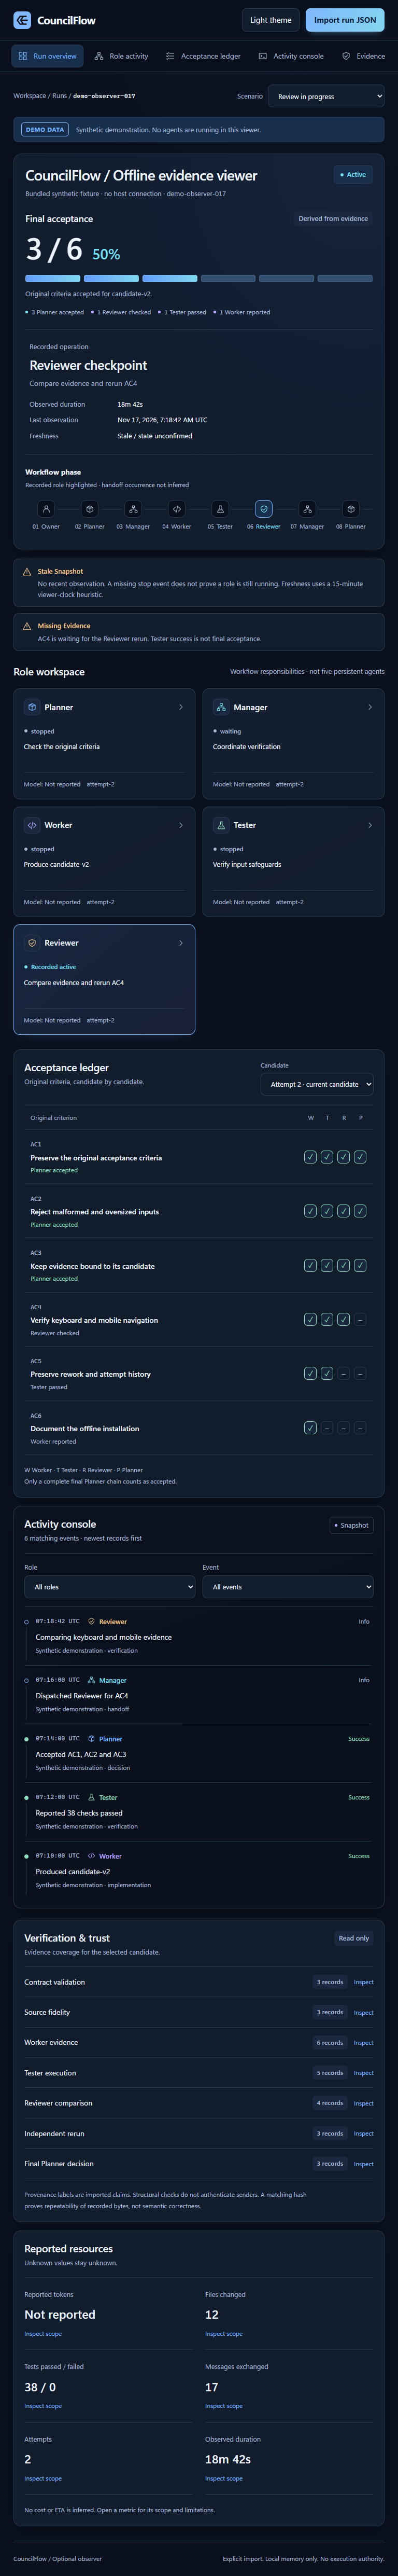 CouncilFlow
Light theme
Import run JSON
Run overview
Role activity
Acceptance ledger
Activity console
Evidence
Workspace / Runs / demo-observer-017
Scenario
Review in progress
DEMO DATA
Synthetic demonstration. No agents are running in this viewer.
CouncilFlow / Offline evidence viewer
Active
Bundled synthetic fixture · no host connection · demo-observer-017
Final acceptance
Derived from evidence
3 / 6 50%
Original criteria accepted for candidate-v2.
3 Planner accepted
1 Reviewer checked
1 Tester passed
1 Worker reported
Recorded operation
Reviewer checkpoint
Compare evidence and rerun AC4
Observed duration 18m 42s
Last observation Nov 17, 2026, 7:18:42 AM UTC
Freshness Stale / state unconfirmed
Workflow phase
Recorded role highlighted · handoff occurrence not inferred
01 Owner
02 Planner
03 Manager
04 Worker
05 Tester
06 Reviewer
07 Manager
08 Planner
Stale Snapshot
No recent observation. A missing stop event does not prove a role is still running. Freshness uses a 15-minute
viewer-clock heuristic.
Missing Evidence
AC4 is waiting for the Reviewer rerun. Tester success is not final acceptance.
Role workspace
Workflow responsibilities · not five persistent agents
Planner
stopped
Check the original criteria
Model: Not reported attempt-2
Manager
waiting
Coordinate verification
Model: Not reported attempt-2
Worker
stopped
Produce candidate-v2
Model: Not reported attempt-2
Tester
stopped
Verify input safeguards
Model: Not reported attempt-2
Reviewer
Recorded active
Compare evidence and rerun AC4
Model: Not reported attempt-2
Acceptance ledger
Original criteria, candidate by candidate.
Candidate
Attempt 2 · current candidate
Original criterion W T R P
AC1
Preserve the original acceptance criteria
Planner accepted
AC2
Reject malformed and oversized inputs
Planner accepted
AC3
Keep evidence bound to its candidate
Planner accepted
AC4
Verify keyboard and mobile navigation
Reviewer checked
AC5
Preserve rework and attempt history
Tester passed
AC6
Document the offline installation
Worker reported
W Worker · T Tester · R Reviewer · P Planner
Only a complete final Planner chain counts as accepted.
Activity console
Snapshot
6 matching events · newest records first
Role
All roles
Event
All events
07:18:42 UTC Reviewer Info
Comparing keyboard and mobile evidence
Synthetic demonstration · verification
07:16:00 UTC Manager Info
Dispatched Reviewer for AC4
Synthetic demonstration · handoff
07:14:00 UTC Planner Success
Accepted AC1, AC2 and AC3
Synthetic demonstration · decision
07:12:00 UTC Tester Success
Reported 38 checks passed
Synthetic demonstration · verification
07:10:00 UTC Worker Success
Produced candidate-v2
Synthetic demonstration · implementation
Verification & trust
Read only
Evidence coverage for the selected candidate.
Contract validation 3 records Inspect
Source fidelity 3 records Inspect
Worker evidence 6 records Inspect
Tester execution 5 records Inspect
Reviewer comparison 4 records Inspect
Independent rerun 3 records Inspect
Final Planner decision 3 records Inspect
Provenance labels are imported claims. Structural checks do not authenticate senders. A matching hash
proves repeatability of recorded bytes, not semantic correctness.
Reported resources
Unknown values stay unknown.
Reported tokens
Not reported
Inspect scope
Files changed
12
Inspect scope
Tests passed / failed
38 / 0
Inspect scope
Messages exchanged
17
Inspect scope
Attempts
2
Inspect scope
Observed duration
18m 42s
Inspect scope
No cost or ETA is inferred. Open a metric for its scope and limitations.
CouncilFlow / Optional observer
Explicit import. Local memory only. No execution authority.